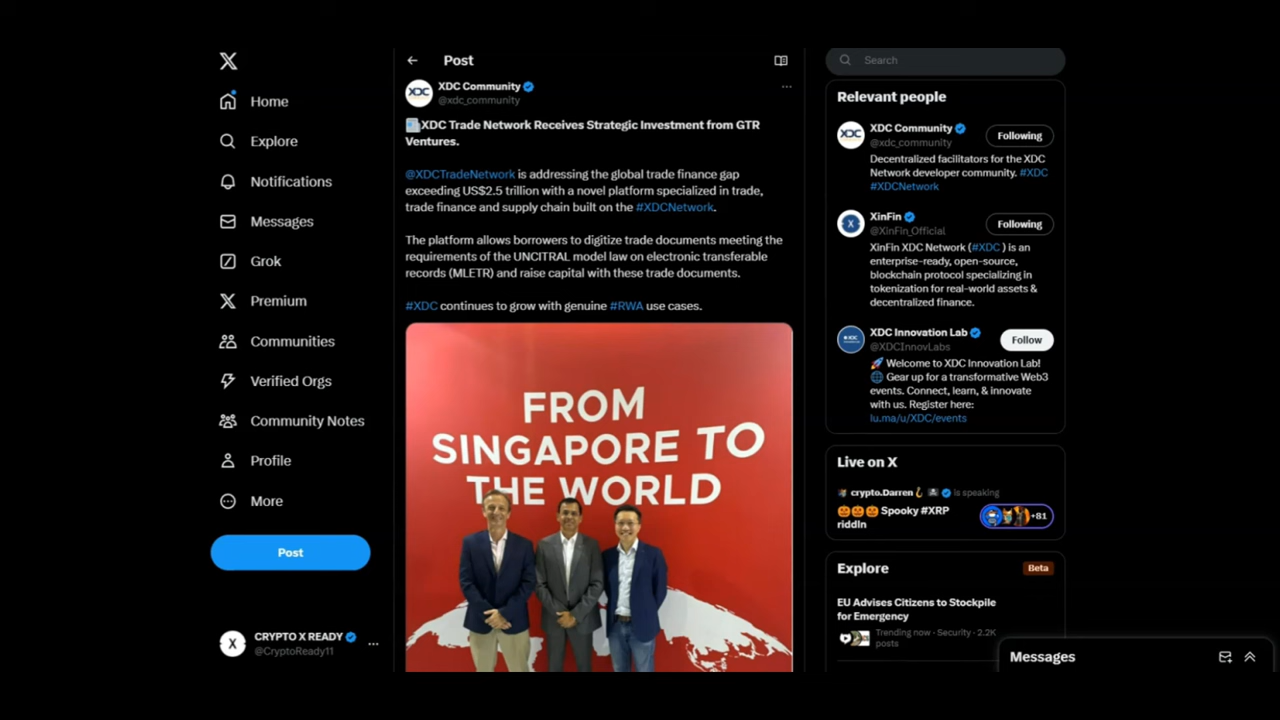 Home
Explore
Notifications
Messages
Grok
Premium
Communities
Verified Orgs
Community Notes
Profile
More
Post
CRYPTO X READY
@CryptoReady11
Post
XDC
XDC Community
@xdc_community
XDC Trade Network Receives Strategic Investment from GTR
Ventures.
@XDCTradeNetwork is addressing the global trade finance gap
exceeding US$2.5 trillion with a novel platform specialized in trade,
trade finance and supply chain built on the #XDCNetwork.
The platform allows borrowers to digitize trade documents meeting the
requirements of the UNCITRAL model law on electronic transferable
records (MLETR) and raise capital with these trade documents.
#XDC continues to grow with genuine #RWA use cases.
FROM
SINGAPORE TO
THE WORLD
Search
Relevant people
XDC
XDC Community
@xdc_community
Following
Decentralized facilitators for the XDC
Network developer community. #XDC
#XDCNetwork
XinFin
@XinFin_Official
Following
XinFin XDC Network (#XDC ) is an
enterprise-ready, open-source,
blockchain protocol specializing in
tokenization for real-world assets &
decentralized finance.
XDC Innovation Lab
@XDCInnovLabs
Follow
Welcome to XDC Innovation Lab!
Gear up for a transformative Web3
events. Connect, learn, & innovate
with us. Register here:
lu.ma/u/XDC/events
Live on X
crypto.Darren is speaking
Spooky #XRP
riddln
+81
Explore
Beta
EU Advises Citizens to Stockpile
for Emergency
Trending now · Security · 2.2K
posts
Messages